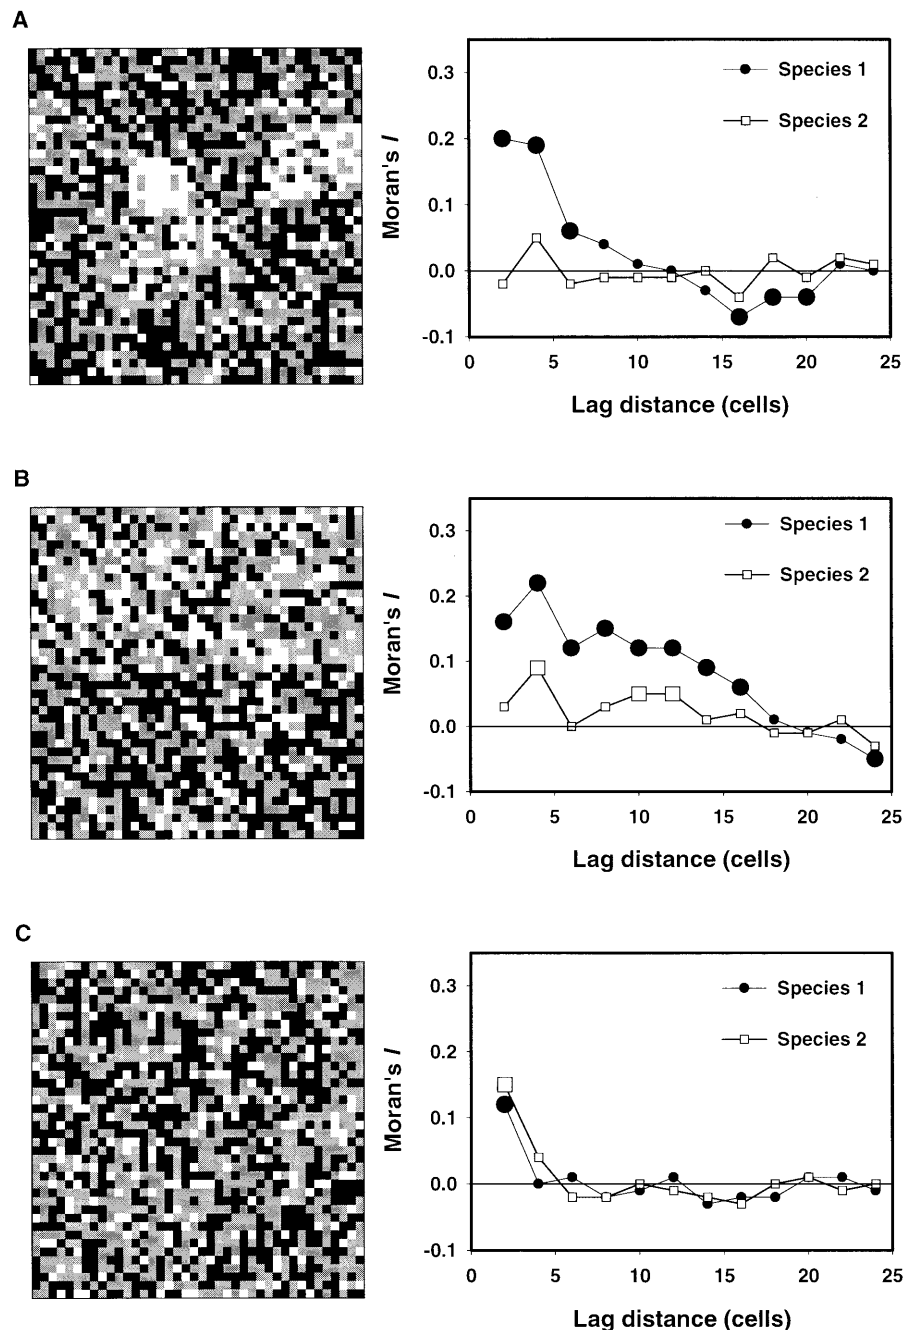 A
0.3
0.2
0.1
0.0
-0.1
Moran's I
Species 1
Species 2
0 5 10 15 20 25
Lag distance (cells)
B
0.3
0.2
0.1
0.0
-0.1
Moran's I
Species 1
Species 2
0 5 10 15 20 25
Lag distance (cells)
C
0.3
0.2
0.1
0.0
-0.1
Moran's I
Species 1
Species 2
0 5 10 15 20 25
Lag distance (cells)